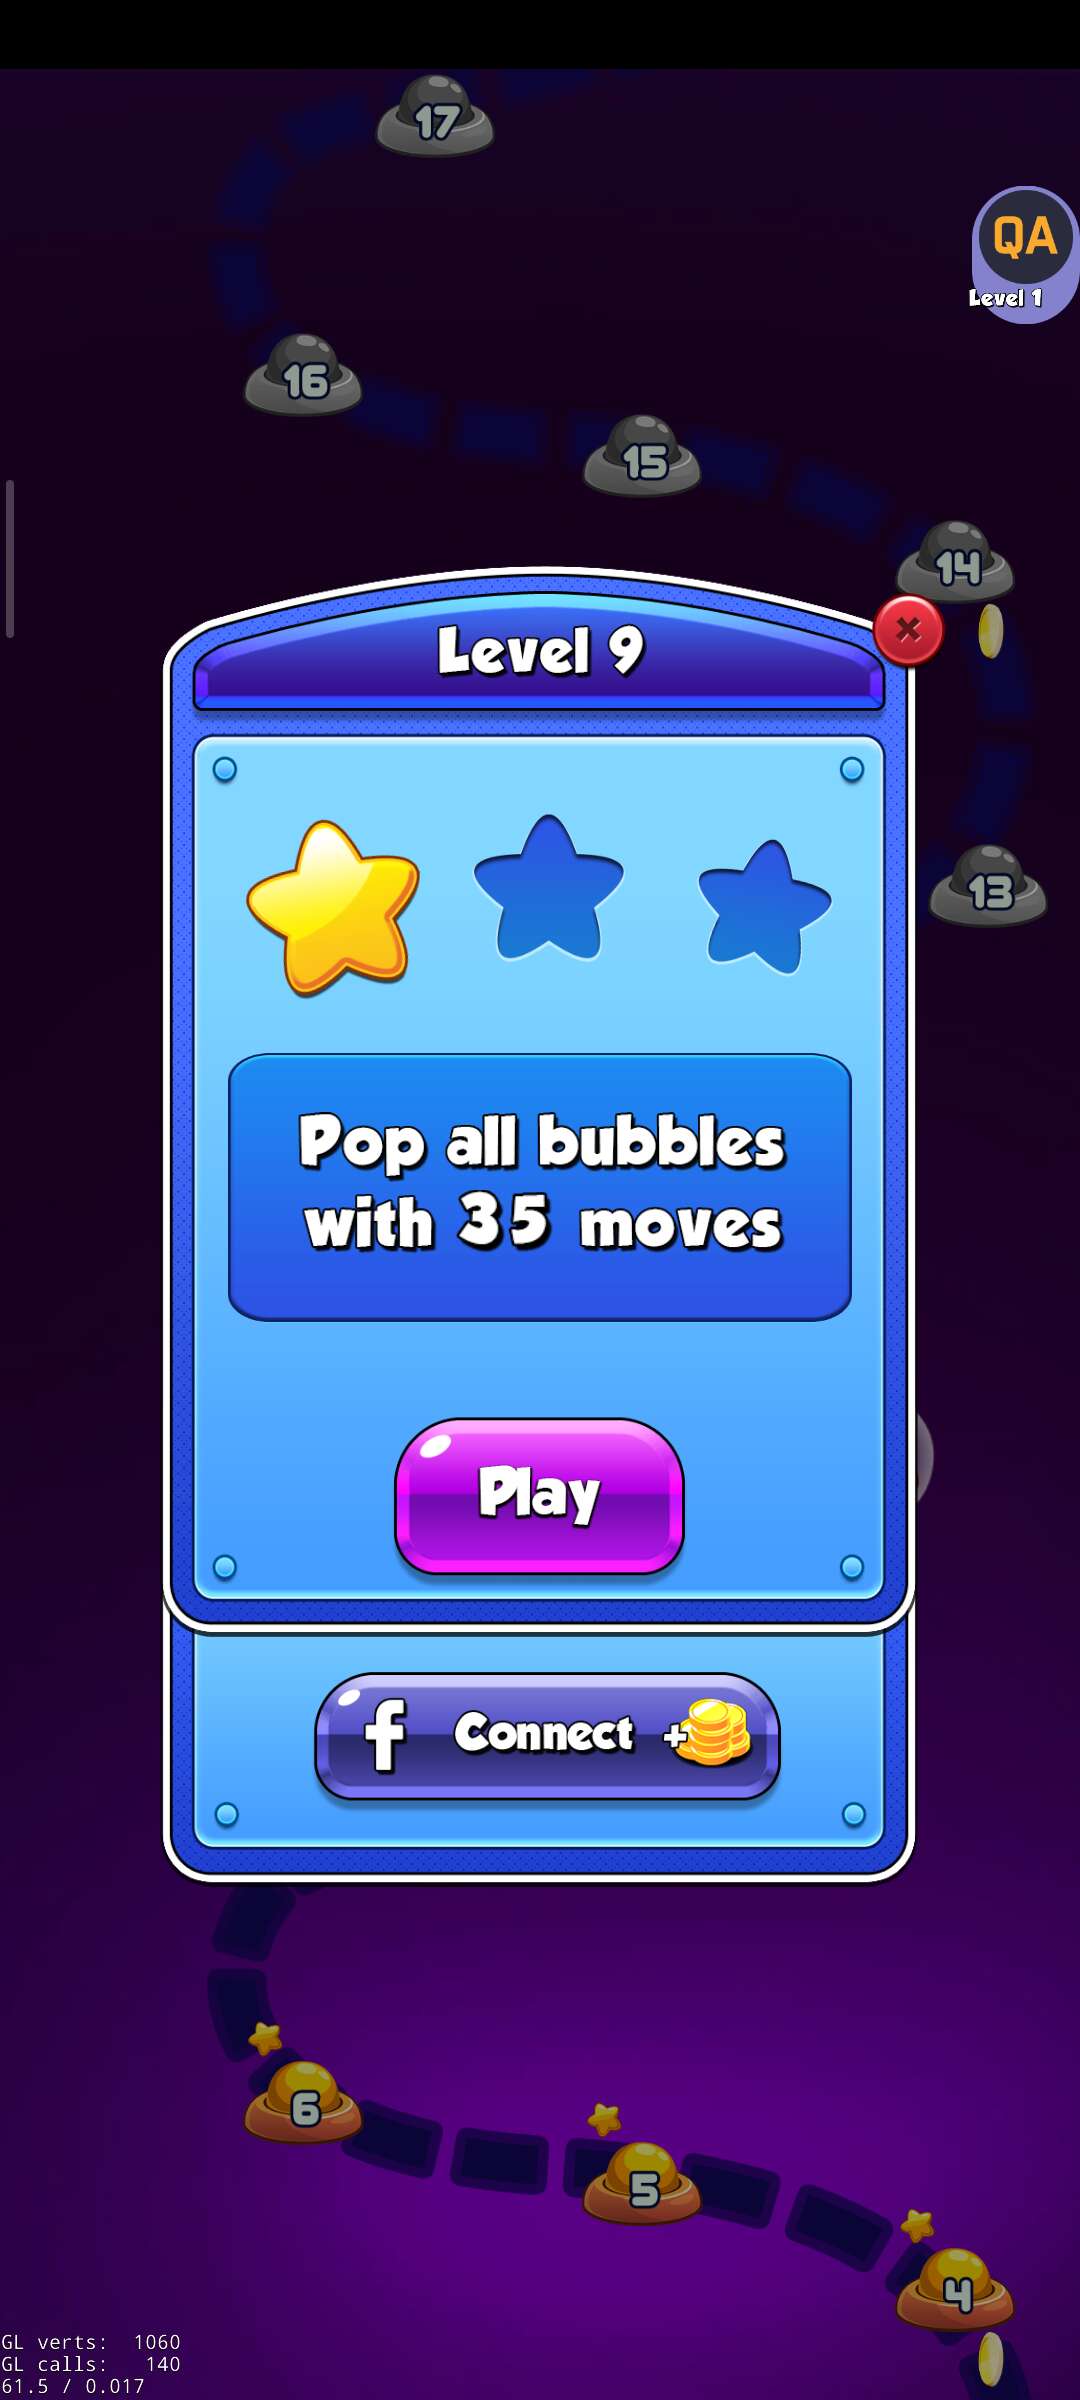 17
QA
Level 1
16
15
14
Level 9
13
Pop all bubbles
with 35 moves
Play
f Connect +
6
5
4
GL verts: 1060
GL calls: 140
61.5 / 0.017